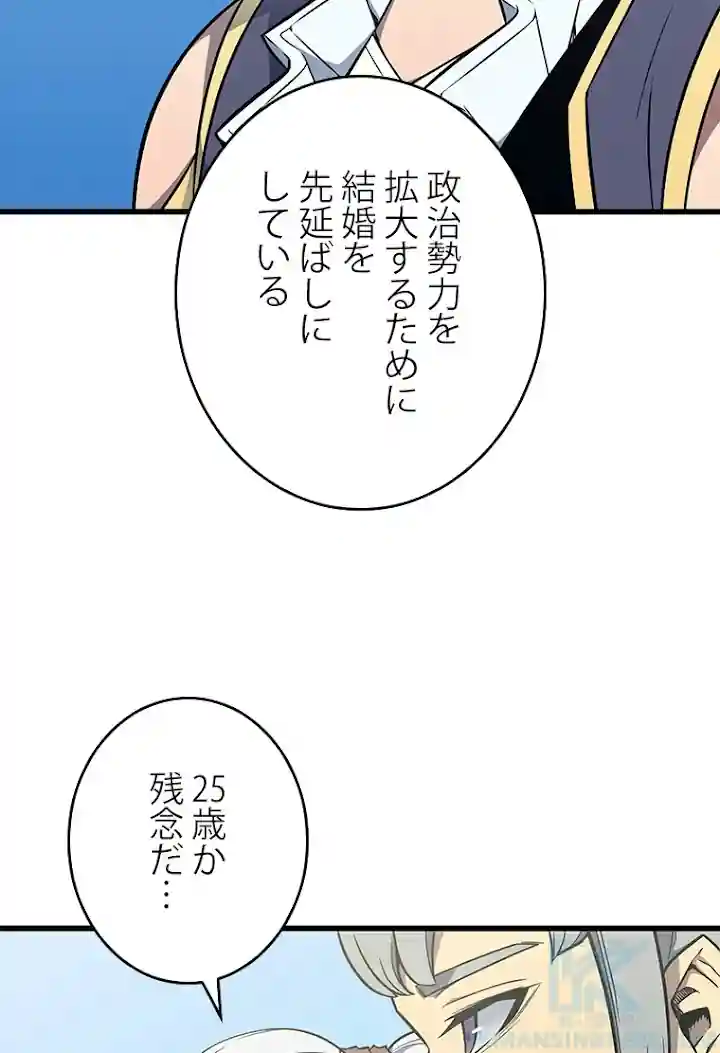 政治勢力を
拡大するために
結婚を
先延ばしに
している
25歳か
残念だ…